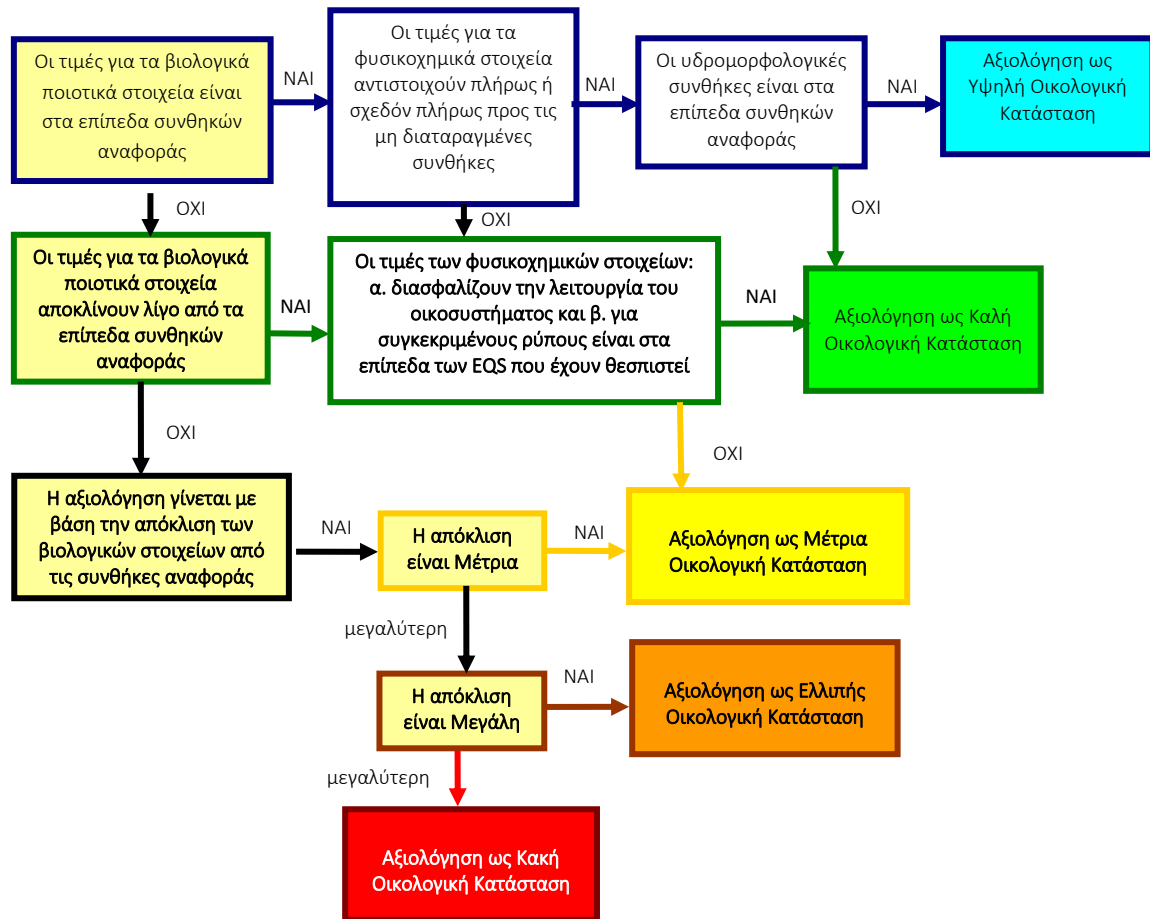 Οι τιμές για τα βιολογικά
ποιοτικά στοιχεία είναι
στα επίπεδα συνθηκών
αναφοράς
ΝΑΙ
Οι τιμές για τα
φυσικοχημικά στοιχεία
αντιστοιχούν πλήρως ή
σχεδόν πλήρως προς τις
μη διαταραγμένες
συνθήκες
ΝΑΙ
Οι υδρομορφολογικές
συνθήκες είναι στα
επίπεδα συνθηκών
αναφοράς
ΝΑΙ
Αξιολόγηση ως
Υψηλή Οικολογική
Κατάσταση
ΟΧΙ
ΟΧΙ
ΟΧΙ
Οι τιμές για τα βιολογικά
ποιοτικά στοιχεία
αποκλίνουν λίγο από τα
επίπεδα συνθηκών
αναφοράς
ΝΑΙ
Οι τιμές των φυσικοχημικών στοιχείων:
α. διασφαλίζουν την λειτουργία του
οικοσυστήματος και β. για
συγκεκριμένους ρύπους είναι στα
επίπεδα των EQS που έχουν θεσπιστεί
ΝΑΙ
Αξιολόγηση ως Καλή
Οικολογική Κατάσταση
ΟΧΙ
ΟΧΙ
Η αξιολόγηση γίνεται με
βάση την απόκλιση των
βιολογικών στοιχείων από
τις συνθήκες αναφοράς
ΝΑΙ
Η απόκλιση
είναι Μέτρια
ΝΑΙ
Αξιολόγηση ως Μέτρια
Οικολογική Κατάσταση
μεγαλύτερη
Η απόκλιση
είναι Μεγάλη
ΝΑΙ
Αξιολόγηση ως Ελλιπής
Οικολογική Κατάσταση
μεγαλύτερη
Αξιολόγηση ως Κακή
Οικολογική Κατάσταση